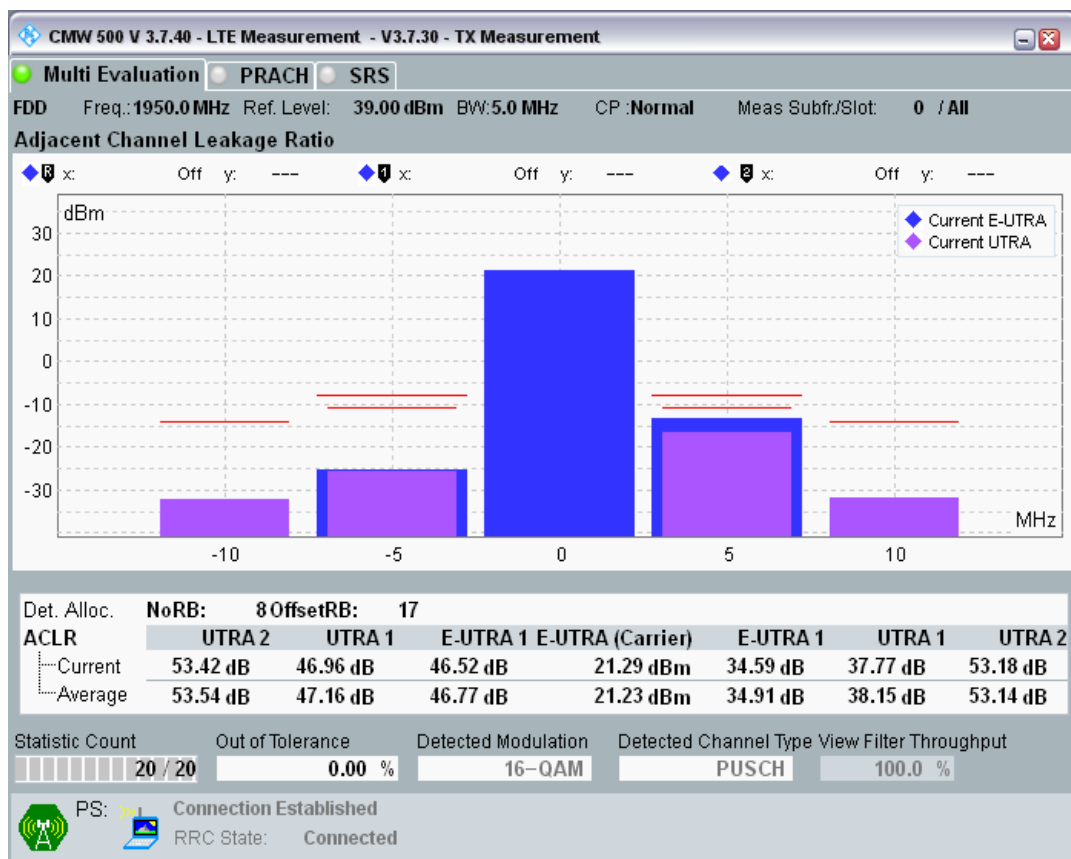 CMW 500 V 3.7.40 - LTE Measurement - V3.7.30 - TX Measurement
Multi Evaluation PRACH SRS
FDD Freq.: 1950.0 MHz Ref. Level: 39.00 dBm BW: 5.0 MHz CP : Normal Meas Subfr./Slot: 0 / All
Adjacent Channel Leakage Ratio
R x: Off y: --- 1 x: Off y: --- 2 x: Off y: ---
dBm
Current E-UTRA
Current UTRA
30
20
10
0
-10
-20
-30
MHz
-10 -5 0 5 10
Det. Alloc. NoRB: 8 OffsetRB: 17
ACLR UTRA 2 UTRA 1 E-UTRA 1 E-UTRA (Carrier) E-UTRA 1 UTRA 1 UTRA 2
Current 53.42 dB 46.96 dB 46.52 dB 21.29 dBm 34.59 dB 37.77 dB 53.18 dB
Average 53.54 dB 47.16 dB 46.77 dB 21.23 dBm 34.91 dB 38.15 dB 53.14 dB
Statistic Count Out of Tolerance Detected Modulation Detected Channel Type View Filter Throughput
20 / 20 0.00 % 16-QAM PUSCH 100.0 %
PS: Connection Established
RRC State: Connected